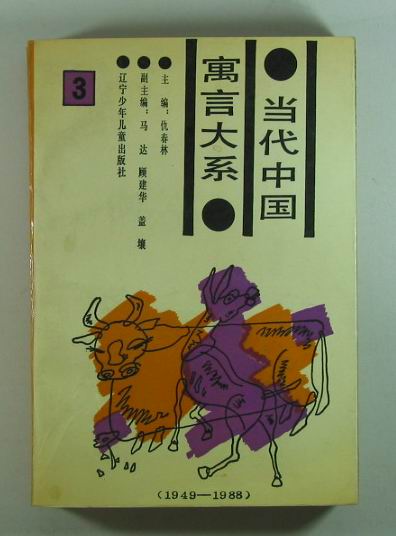 当代中国
寓言大系
主 编：仇春林
副主编：马 达 顾建华 盖 壤
辽宁少年儿童出版社
3
(1949—1988)